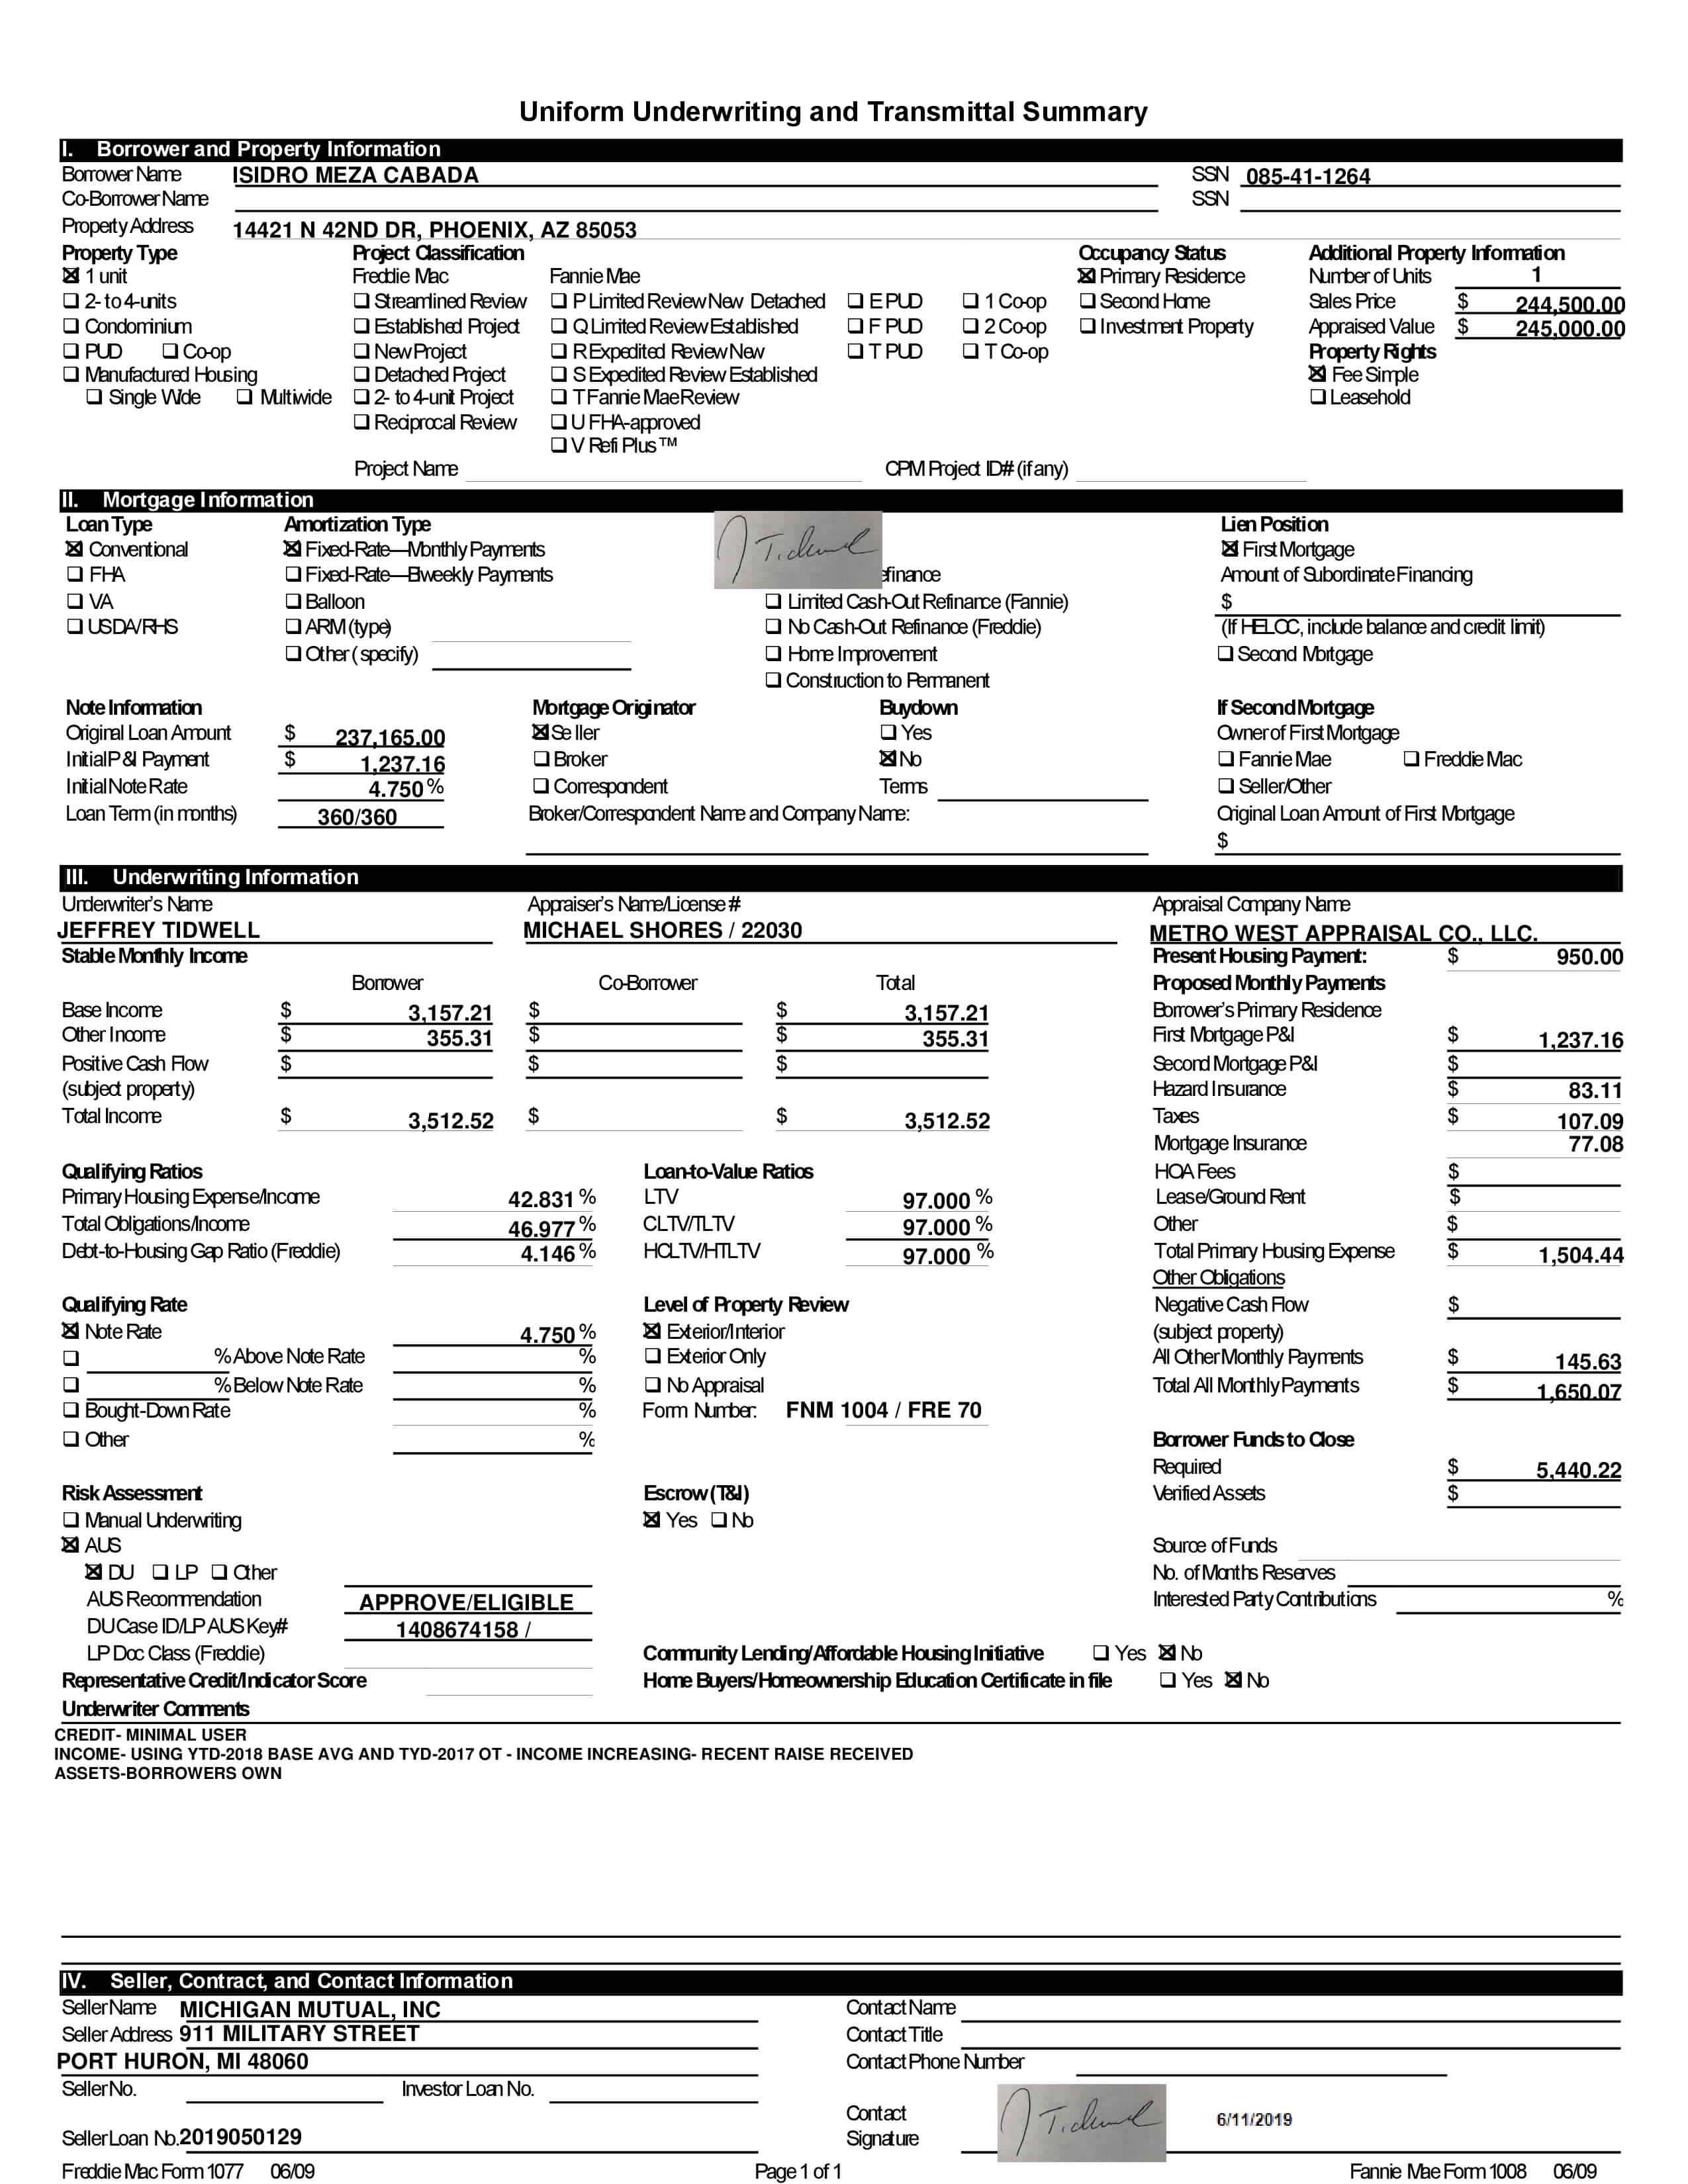 Uniform Underwriting and Transmittal Summary
I. Borrower and Property Information
Borrower Name ISIDRO MEZA CABADA SSN 085-41-1264
Co-Borrower Name SSN
Property Address 14421 N 42ND DR, PHOENIX, AZ 85053
Property Type Project Classification Occupancy Status Additional Property Information
☒ 1 unit Freddie Mac Fannie Mae ☒ Primary Residence Number of Units 1
❑ 2- to 4-units ❑ Streamlined Review ❑ P Limited Review New Detached ❑ E PUD ❑ 1 Co-op ❑ Second Home Sales Price $ 244,500.00
❑ Condominium ❑ Established Project ❑ Q Limited Review Established ❑ F PUD ❑ 2 Co-op ❑ Investment Property Appraised Value $ 245,000.00
❑ PUD ❑ Co-op ❑ New Project ❑ R Expedited Review New ❑ T PUD ❑ T Co-op Property Rights
❑ Manufactured Housing ❑ Detached Project ❑ S Expedited Review Established ☒ Fee Simple
❑ Single Wide ❑ Multiwide ❑ 2- to 4-unit Project ❑ T Fannie Mae Review ❑ Leasehold
❑ Reciprocal Review ❑ U FHA-approved
❑ V Refi Plus™
Project Name CPM Project ID# (if any)
II. Mortgage Information
Loan Type Amortization Type Lien Position
☒ Conventional ☒ Fixed-Rate—Monthly Payments J Tidwell ☒ First Mortgage
❑ FHA ❑ Fixed-Rate—Biweekly Payments efinance Amount of Subordinate Financing
❑ VA ❑ Balloon ❑ Limited Cash-Out Refinance (Fannie) $
❑ USDA/RHS ❑ ARM (type) ❑ No Cash-Out Refinance (Freddie) (If HELOC, include balance and credit limit)
❑ Other (specify) ❑ Home Improvement ❑ Second Mortgage
❑ Construction to Permanent
Note Information Mortgage Originator Buydown If Second Mortgage
Original Loan Amount $ 237,165.00 ☒ Seller ❑ Yes Owner of First Mortgage
Initial P&I Payment $ 1,237.16 ❑ Broker ☒ No ❑ Fannie Mae ❑ Freddie Mac
Initial Note Rate 4.750 % ❑ Correspondent Terms ❑ Seller/Other
Loan Term (in months) 360/360 Broker/Correspondent Name and Company Name: Original Loan Amount of First Mortgage
$
III. Underwriting Information
Underwriter's Name Appraiser's Name/License # Appraisal Company Name
JEFFREY TIDWELL MICHAEL SHORES / 22030 METRO WEST APPRAISAL CO., LLC.
Stable Monthly Income Present Housing Payment: $ 950.00
Borrower Co-Borrower Total Proposed Monthly Payments
Borrower's Primary Residence
Base Income $ 3,157.21 $ $ 3,157.21
Other Income $ 355.31 $ $ 355.31 First Mortgage P&I $ 1,237.16
Positive Cash Flow $ $ $ Second Mortgage P&I $
(subject property) Hazard Insurance $ 83.11
Total Income $ 3,512.52 $ $ 3,512.52 Taxes $ 107.09
Mortgage Insurance 77.08
Qualifying Ratios Loan-to-Value Ratios HOA Fees $
Primary Housing Expense/Income 42.831 % LTV 97.000 % Lease/Ground Rent $
Total Obligations/Income 46.977 % CLTV/TLTV 97.000 % Other $
Debt-to-Housing Gap Ratio (Freddie) 4.146 % HCLTV/HTLTV 97.000 % Total Primary Housing Expense $ 1,504.44
Other Obligations
Qualifying Rate Level of Property Review Negative Cash Flow $
☒ Note Rate 4.750 % ☒ Exterior/Interior (subject property)
❑ % Above Note Rate % ❑ Exterior Only All Other Monthly Payments $ 145.63
❑ % Below Note Rate % ❑ No Appraisal Total All Monthly Payments $ 1,650.07
❑ Bought-Down Rate % Form Number: FNM 1004 / FRE 70
❑ Other % Borrower Funds to Close
Required $ 5,440.22
Risk Assessment Escrow (T&I) Verified Assets $
❑ Manual Underwriting ☒ Yes ❑ No
☒ AUS Source of Funds
☒ DU ❑ LP ❑ Other No. of Months Reserves
AUS Recommendation APPROVE/ELIGIBLE Interested Party Contributions %
DU Case ID/LP AUS Key# 1408674158 /
LP Doc Class (Freddie) Community Lending/Affordable Housing Initiative ❑ Yes ☒ No
Representative Credit/Indicator Score Home Buyers/Homeownership Education Certificate in file ❑ Yes ☒ No
Underwriter Comments
CREDIT- MINIMAL USER
INCOME- USING YTD-2018 BASE AVG AND TYD-2017 OT - INCOME INCREASING- RECENT RAISE RECEIVED
ASSETS-BORROWERS OWN
IV. Seller, Contract, and Contact Information
Seller Name MICHIGAN MUTUAL, INC Contact Name
Seller Address 911 MILITARY STREET Contact Title
PORT HURON, MI 48060 Contact Phone Number
Seller No. Investor Loan No.
Contact Signature J Tidwell 6/11/2019
Seller Loan No. 2019050129
Freddie Mac Form 1077 06/09 Page 1 of 1 Fannie Mae Form 1008 06/09